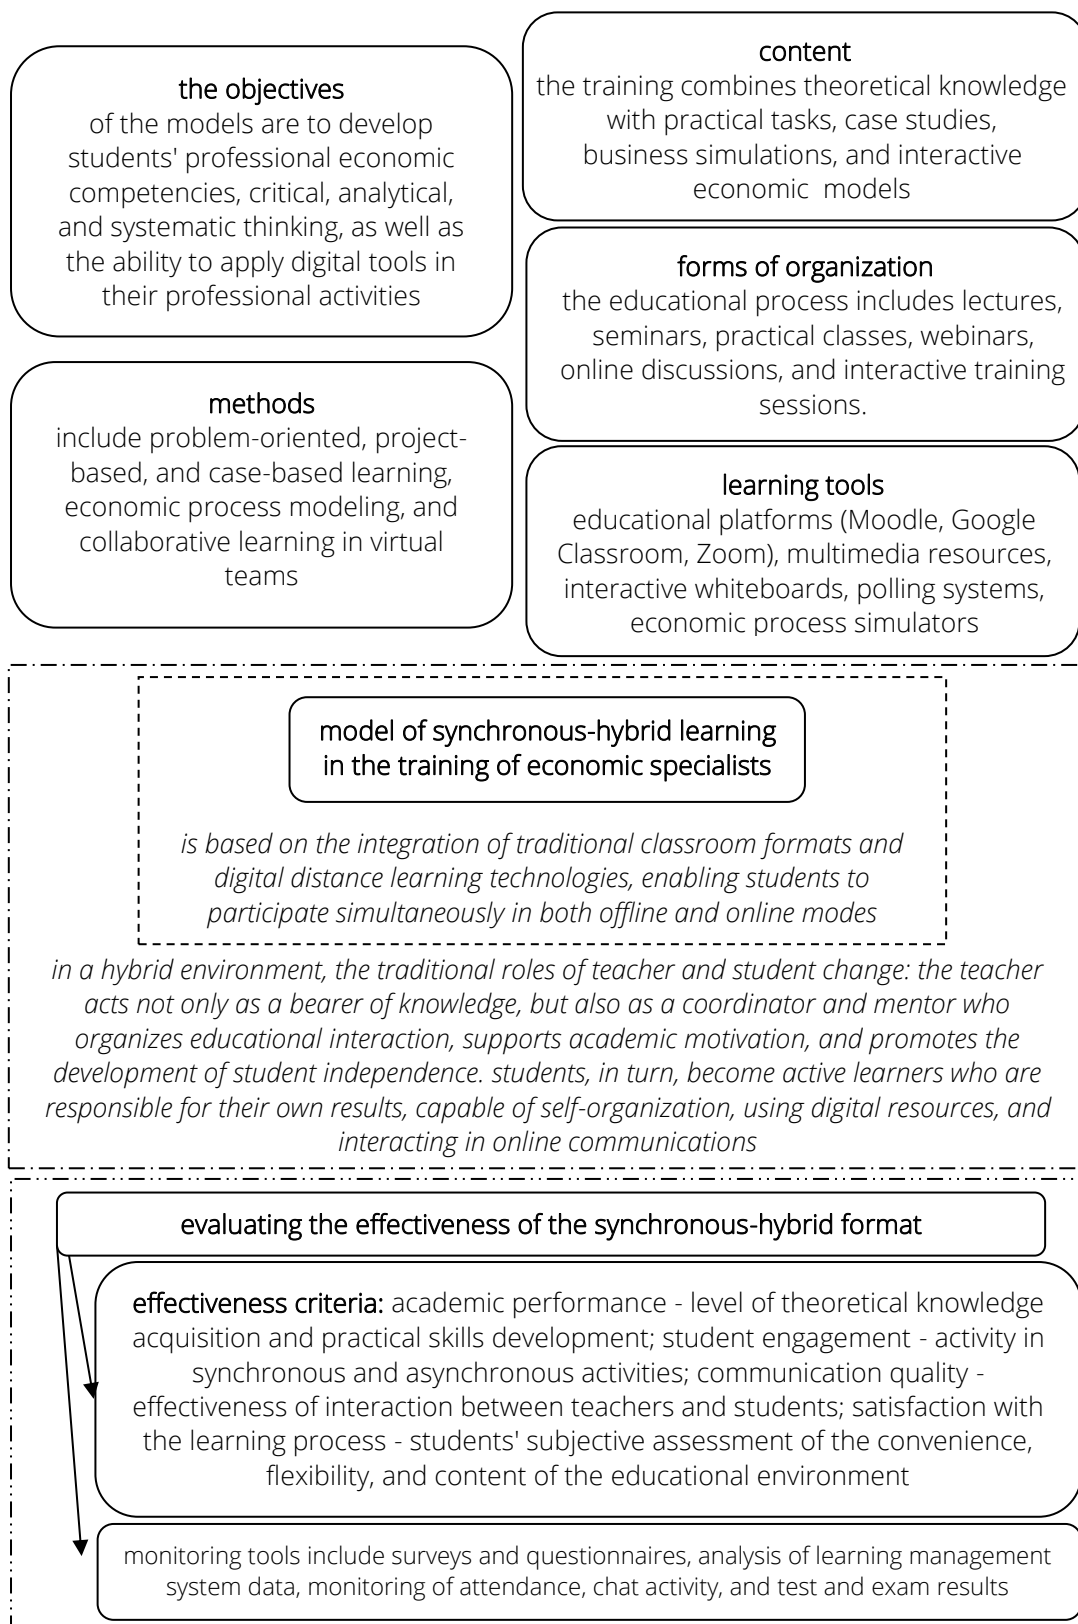 the objectives
of the models are to develop
students' professional economic
competencies, critical, analytical,
and systematic thinking, as well as
the ability to apply digital tools in
their professional activities
methods
include problem-oriented, project-
based, and case-based learning,
economic process modeling, and
collaborative learning in virtual
teams
content
the training combines theoretical knowledge
with practical tasks, case studies,
business simulations, and interactive
economic models
forms of organization
the educational process includes lectures,
seminars, practical classes, webinars,
online discussions, and interactive training
sessions.
learning tools
educational platforms (Moodle, Google
Classroom, Zoom), multimedia resources,
interactive whiteboards, polling systems,
economic process simulators
model of synchronous-hybrid learning
in the training of economic specialists
is based on the integration of traditional classroom formats and
digital distance learning technologies, enabling students to
participate simultaneously in both offline and online modes
in a hybrid environment, the traditional roles of teacher and student change: the teacher
acts not only as a bearer of knowledge, but also as a coordinator and mentor who
organizes educational interaction, supports academic motivation, and promotes the
development of student independence. students, in turn, become active learners who are
responsible for their own results, capable of self-organization, using digital resources, and
interacting in online communications
evaluating the effectiveness of the synchronous-hybrid format
effectiveness criteria: academic performance - level of theoretical knowledge
acquisition and practical skills development; student engagement - activity in
synchronous and asynchronous activities; communication quality -
effectiveness of interaction between teachers and students; satisfaction with
the learning process - students' subjective assessment of the convenience,
flexibility, and content of the educational environment
monitoring tools include surveys and questionnaires, analysis of learning management
system data, monitoring of attendance, chat activity, and test and exam results